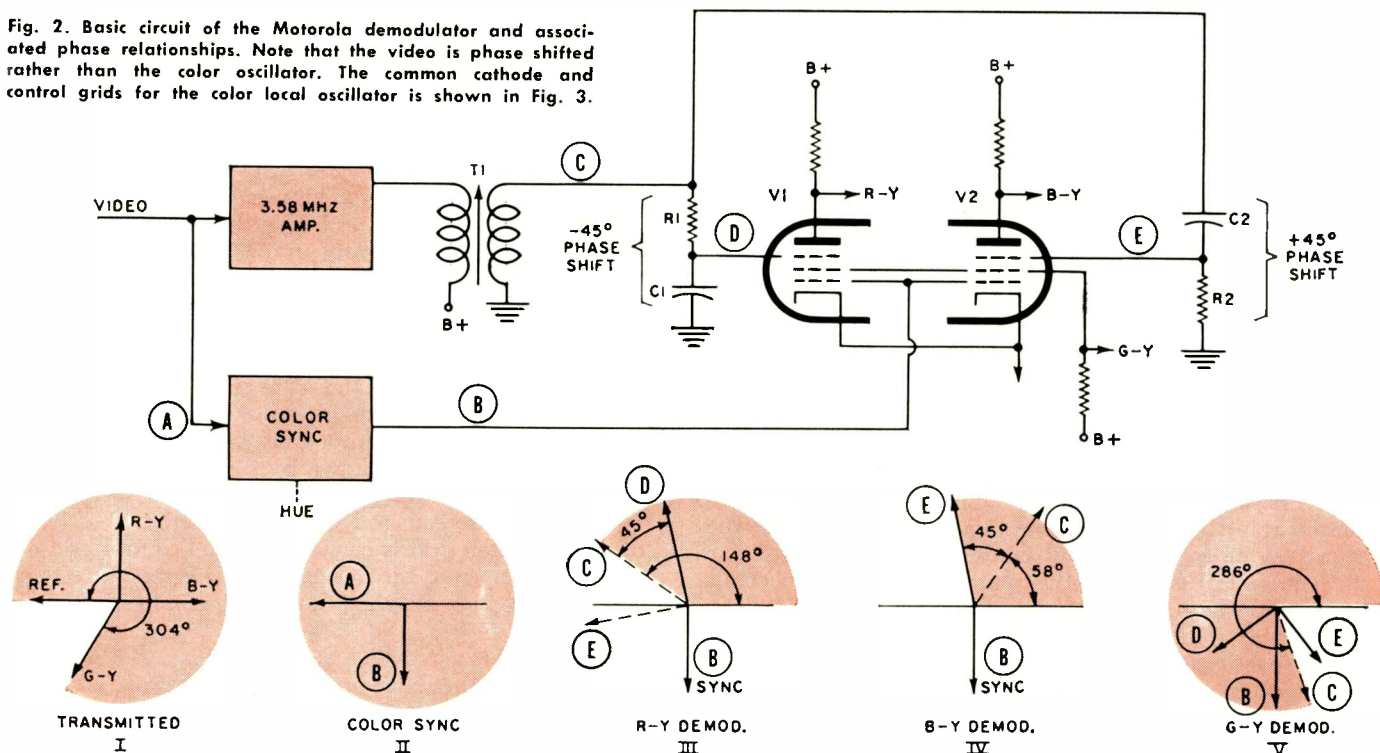 Fig. 2. Basic circuit of the Motorola demodulator and associ-
ated phase relationships. Note that the video is phase shifted
rather than the color oscillator. The common cathode and
control grids for the color local oscillator is shown in Fig. 3.
VIDEO
3.58 MHZ
AMP.
T1
B+
C
-45°
PHASE
SHIFT
R1
C1
D
B+
V1
R-Y
B+
V2
B-Y
E
C2
+45°
PHASE
SHIFT
R2
G-Y
B+
A
COLOR
SYNC
B
HUE
R-Y
REF.
B-Y
304°
G-Y
TRANSMITTED
I
A
B
COLOR SYNC
II
D
45°
C
148°
E
B
SYNC
R-Y DEMOD.
III
E
45°
C
58°
B
SYNC
B-Y DEMOD.
IV
286°
D
E
B
C
G-Y DEMOD.
V